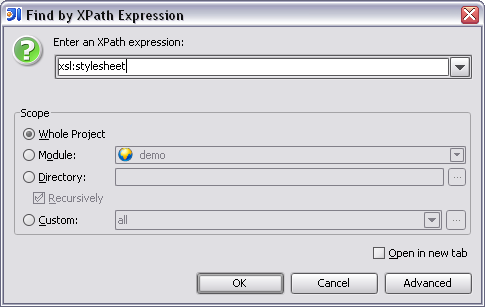 Find by XPath Expression
Enter an XPath expression:
xsl:stylesheet
Scope
Whole Project
Module: demo
Directory: ...
Recursively
Custom: all ...
Open in new tab
OK Cancel Advanced